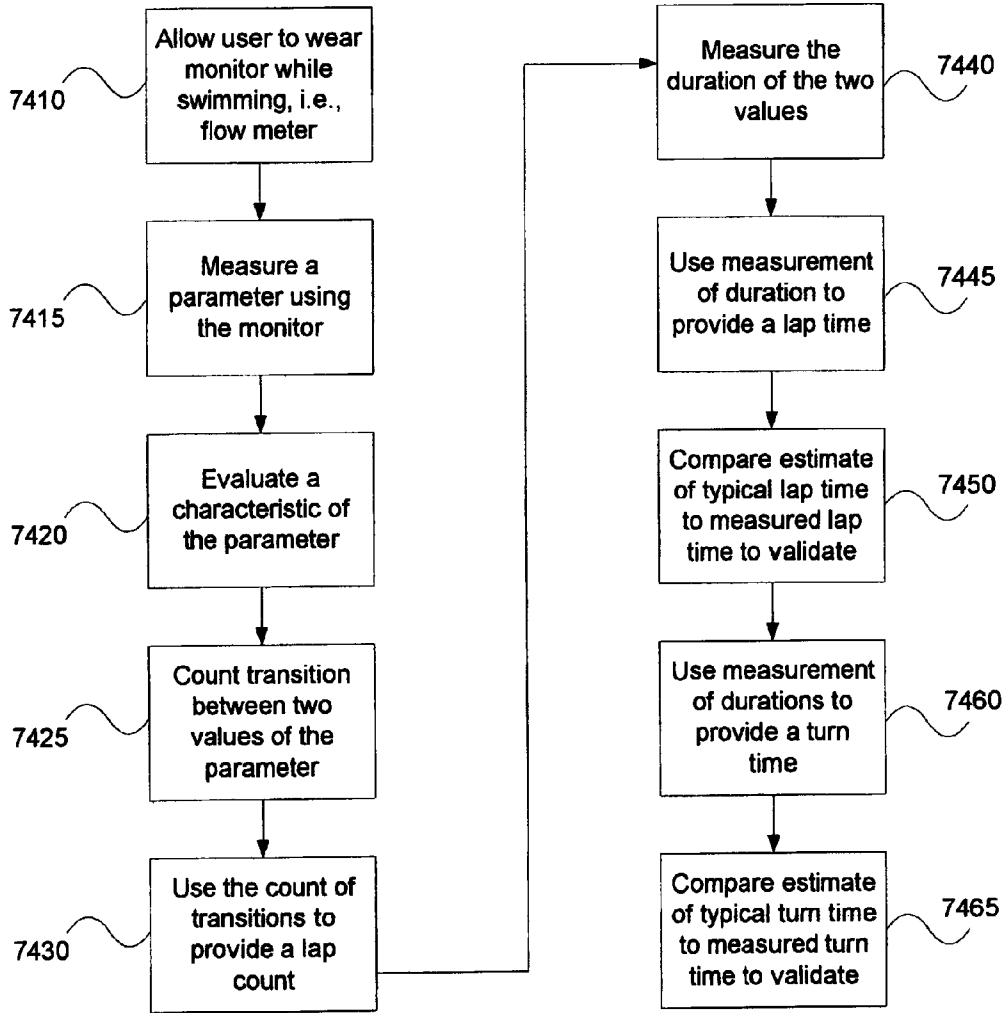 Allow user to wear
monitor while
swimming, i.e.,
flow meter
7410
Measure a
parameter using
the monitor
7415
Evaluate a
characteristic of
the parameter
7420
Count transition
between two
values of the
parameter
7425
Use the count of
transitions to
provide a lap
count
7430
Measure the
duration of the two
values
7440
Use measurement
of duration to
provide a lap time
7445
Compare estimate
of typical lap time
to measured lap
time to validate
7450
Use measurement
of durations to
provide a turn
time
7460
Compare estimate
of typical turn time
to measured turn
time to validate
7465